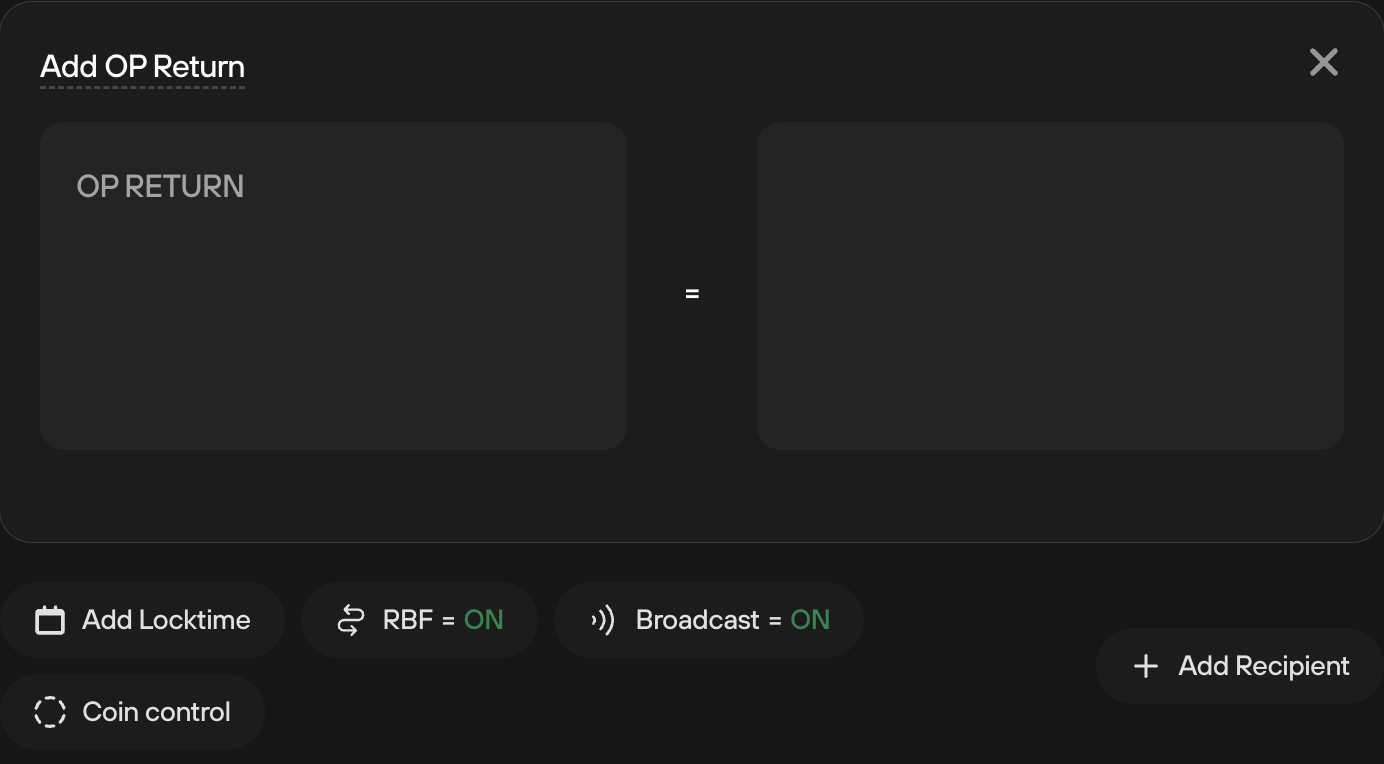 Add OP Return
OP RETURN
=
Add Locktime
RBF = ON
Broadcast = ON
Add Recipient
Coin control